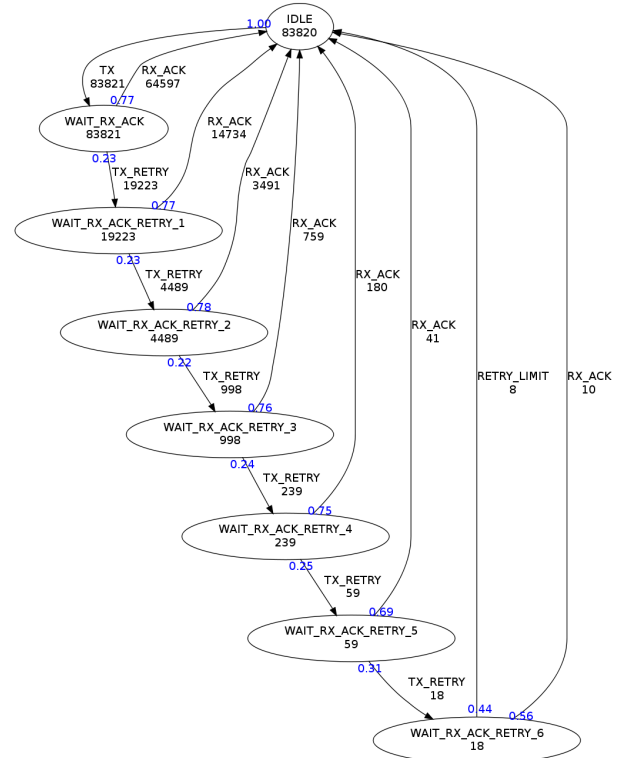 IDLE
83820
1.00
TX
83821
RX_ACK
64597
0.77
WAIT_RX_ACK
83821
0.23
TX_RETRY
19223
RX_ACK
14734
0.77
WAIT_RX_ACK_RETRY_1
19223
0.23
TX_RETRY
4489
RX_ACK
3491
0.78
WAIT_RX_ACK_RETRY_2
4489
0.22
TX_RETRY
998
RX_ACK
759
0.76
WAIT_RX_ACK_RETRY_3
998
0.24
TX_RETRY
239
RX_ACK
180
0.75
WAIT_RX_ACK_RETRY_4
239
0.25
TX_RETRY
59
RX_ACK
41
0.69
WAIT_RX_ACK_RETRY_5
59
0.31
TX_RETRY
18
RETRY_LIMIT
8
RX_ACK
10
0.44
0.56
WAIT_RX_ACK_RETRY_6
18